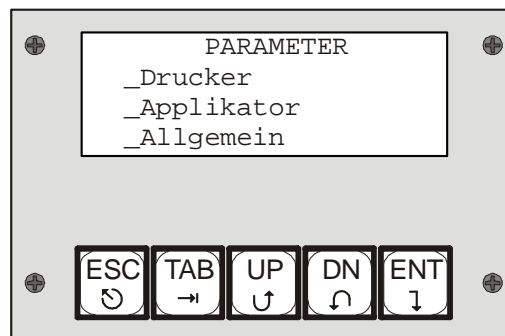 PARAMETER
_Drucker
_Applikator
_Allgemein
ESC TAB UP DN ENT